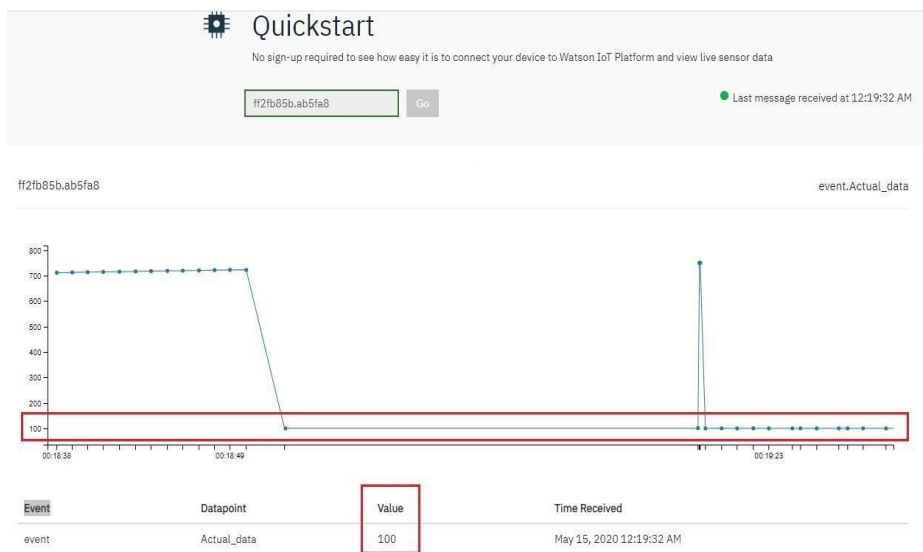 Quickstart
No sign-up required to see how easy it is to connect your device to Watson IoT Platform and view live sensor data
ff2fb85b.ab5fa8 Go
Last message received at 12:19:32 AM
ff2fb85b.ab5fa8 event.Actual_data
800
700
600
500
400
300
200
100
00:18:38 00:18:49 00:19:23
Event Datapoint Value Time Received
event Actual_data 100 May 15, 2020 12:19:32 AM